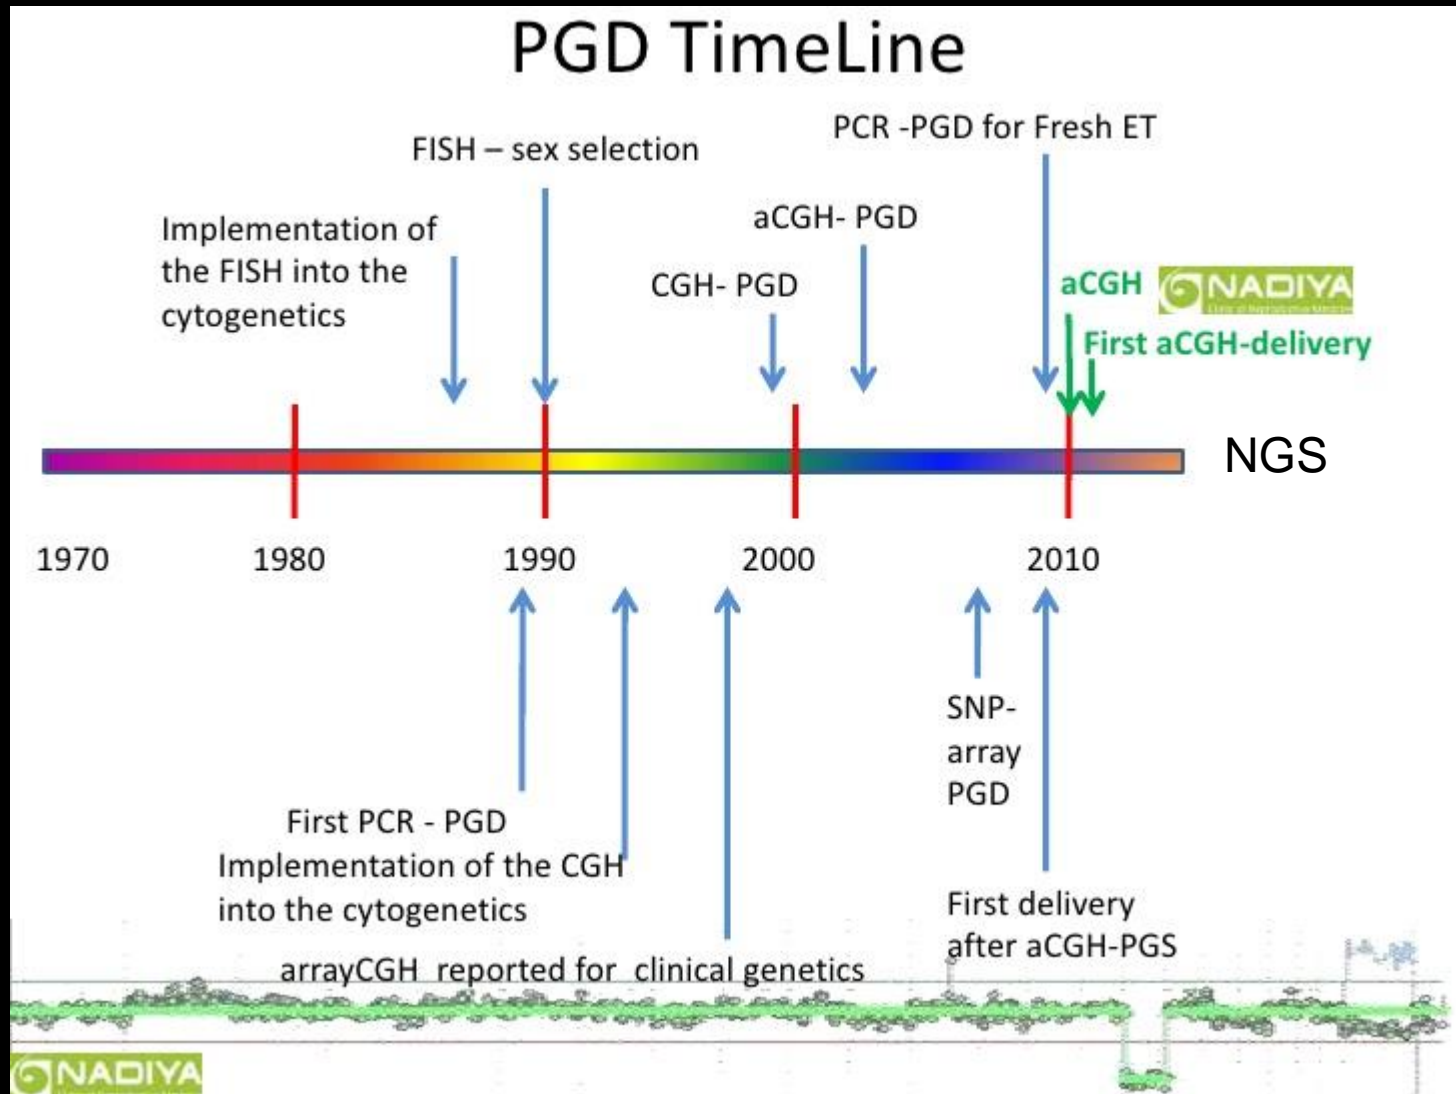 PGD TimeLine
PCR -PGD for Fresh ET
FISH – sex selection
Implementation of
the FISH into the
cytogenetics
aCGH- PGD
CGH- PGD
aCGH
NADIYA
First aCGH-delivery
NGS
1970
1980
1990
2000
2010
SNP-
array
PGD
First PCR - PGD
Implementation of the CGH
into the cytogenetics
First delivery
after aCGH-PGS
arrayCGH reported for clinical genetics
NADIYA